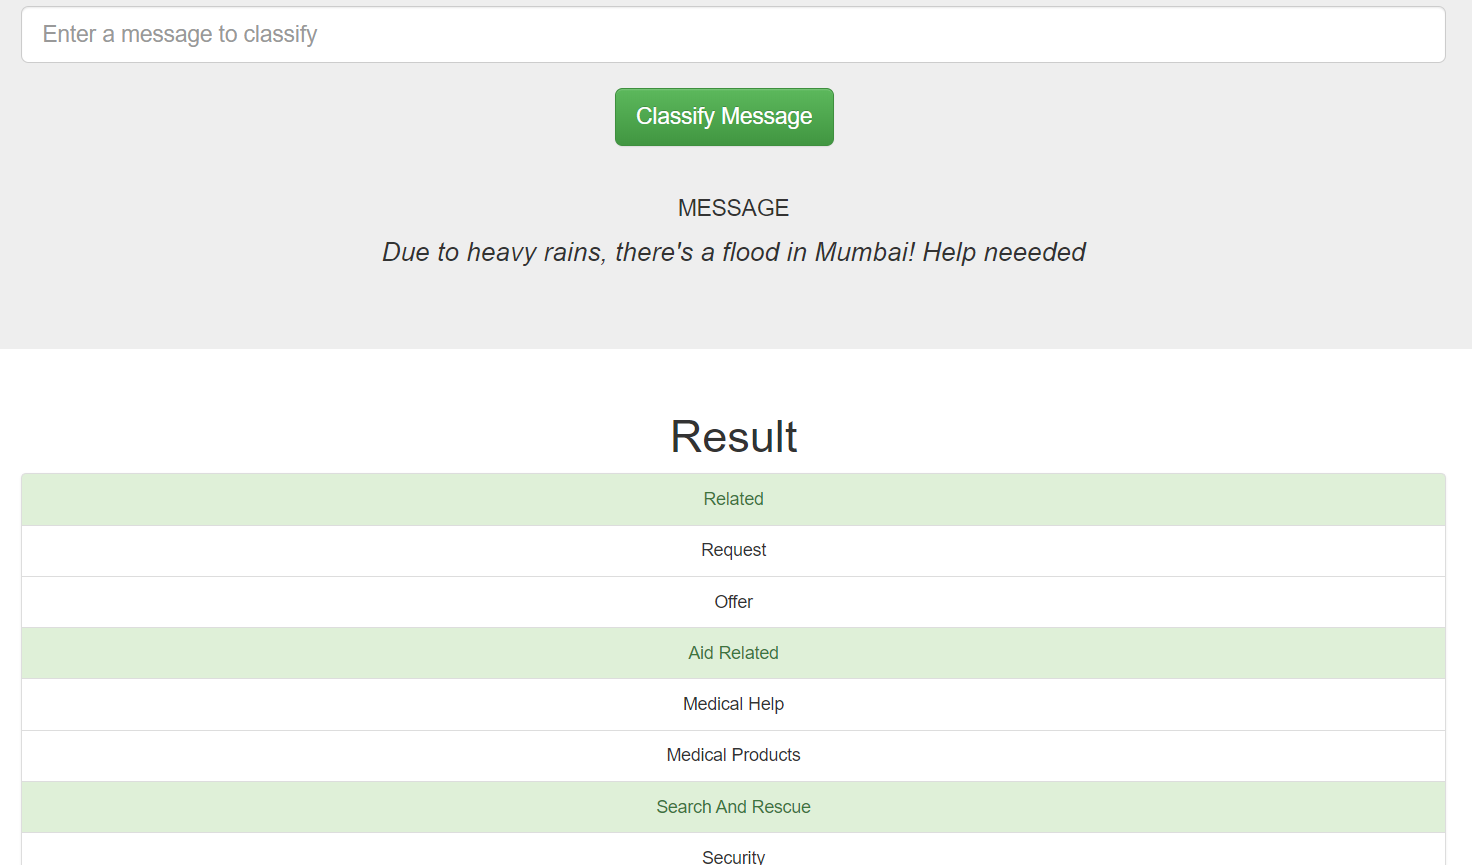 Enter a message to classify
Classify Message
MESSAGE
Due to heavy rains, there's a flood in Mumbai! Help neeeded
Result
Related
Request
Offer
Aid Related
Medical Help
Medical Products
Search And Rescue
Security